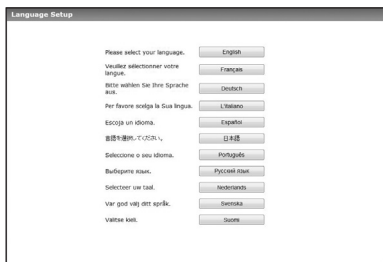 Language Setup
Please select your language. English
Veuillez sélectionner votre
langue. Français
Bitte wählen Sie Ihre Sprache
aus. Deutsch
Per favore scelga la Sua lingua. L'italiano
Escoja un idioma. Español
言語を選択してください。 日本語
Seleccione o seu idioma. Português
Выберите язык. Русский язык
Selecteer uw taal. Nederlands
Var god välj ditt språk. Svenska
Valitse kieli. Suomi